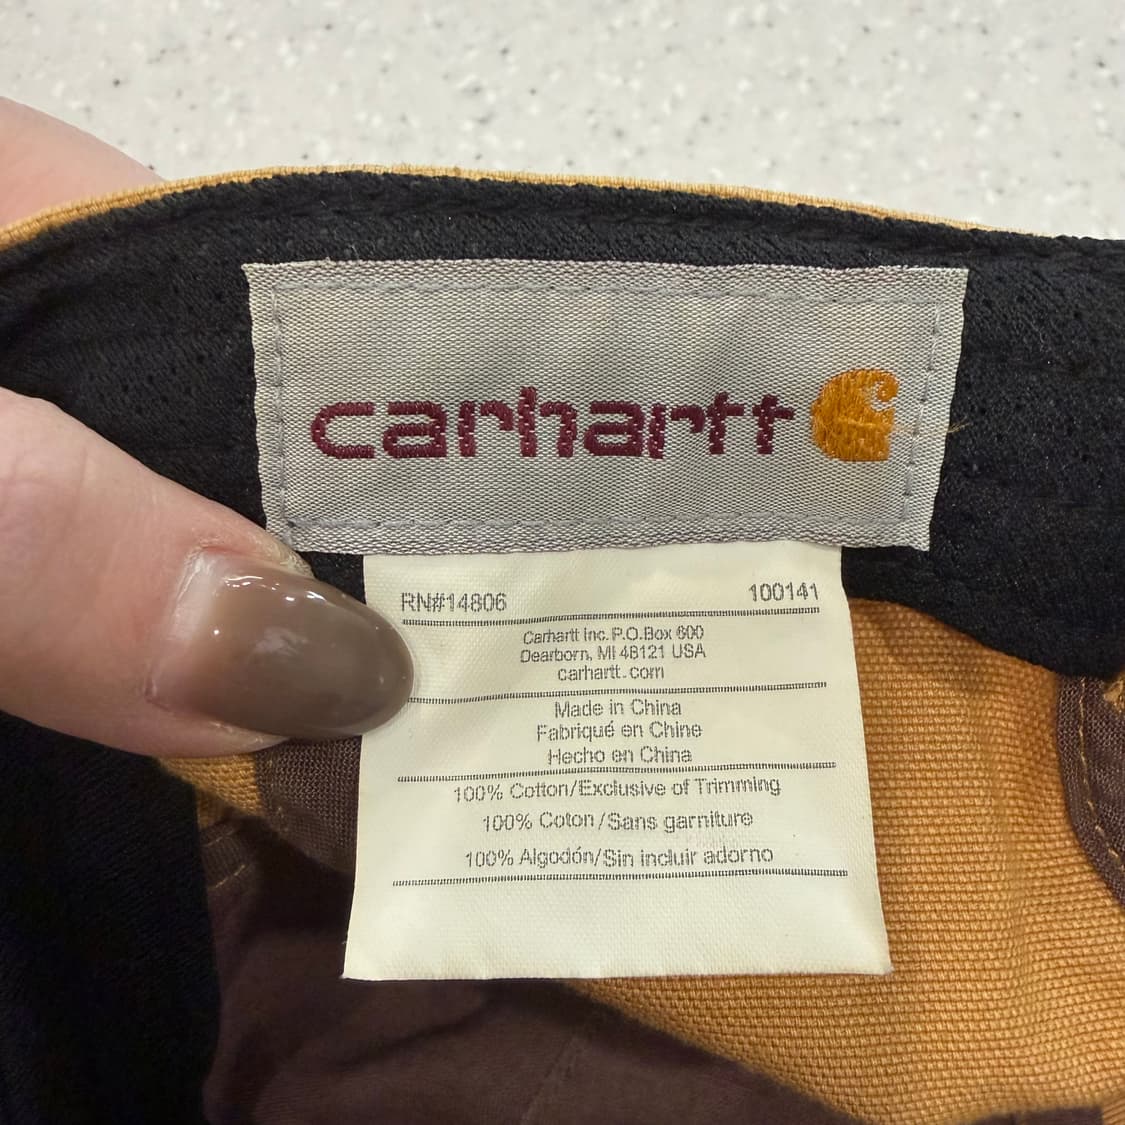 carhartt
RN#14806 100141
Carhartt Inc. P.O.Box 600
Dearborn, MI 48121 USA
carhartt.com
Made in China
Fabriqué en Chine
Hecho en China
100% Cotton/Exclusive of Trimming
100% Coton/Sans garniture
100% Algodón/Sin incluir adorno